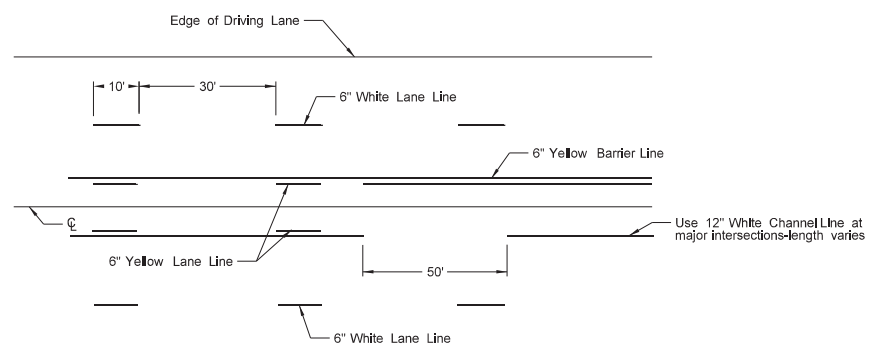 Edge of Driving Lane
10'
30'
6" White Lane Line
6" Yellow Barrier Line
℄
Use 12" White Channel Line at
major intersections-length varies
6" Yellow Lane Line
50'
6" White Lane Line